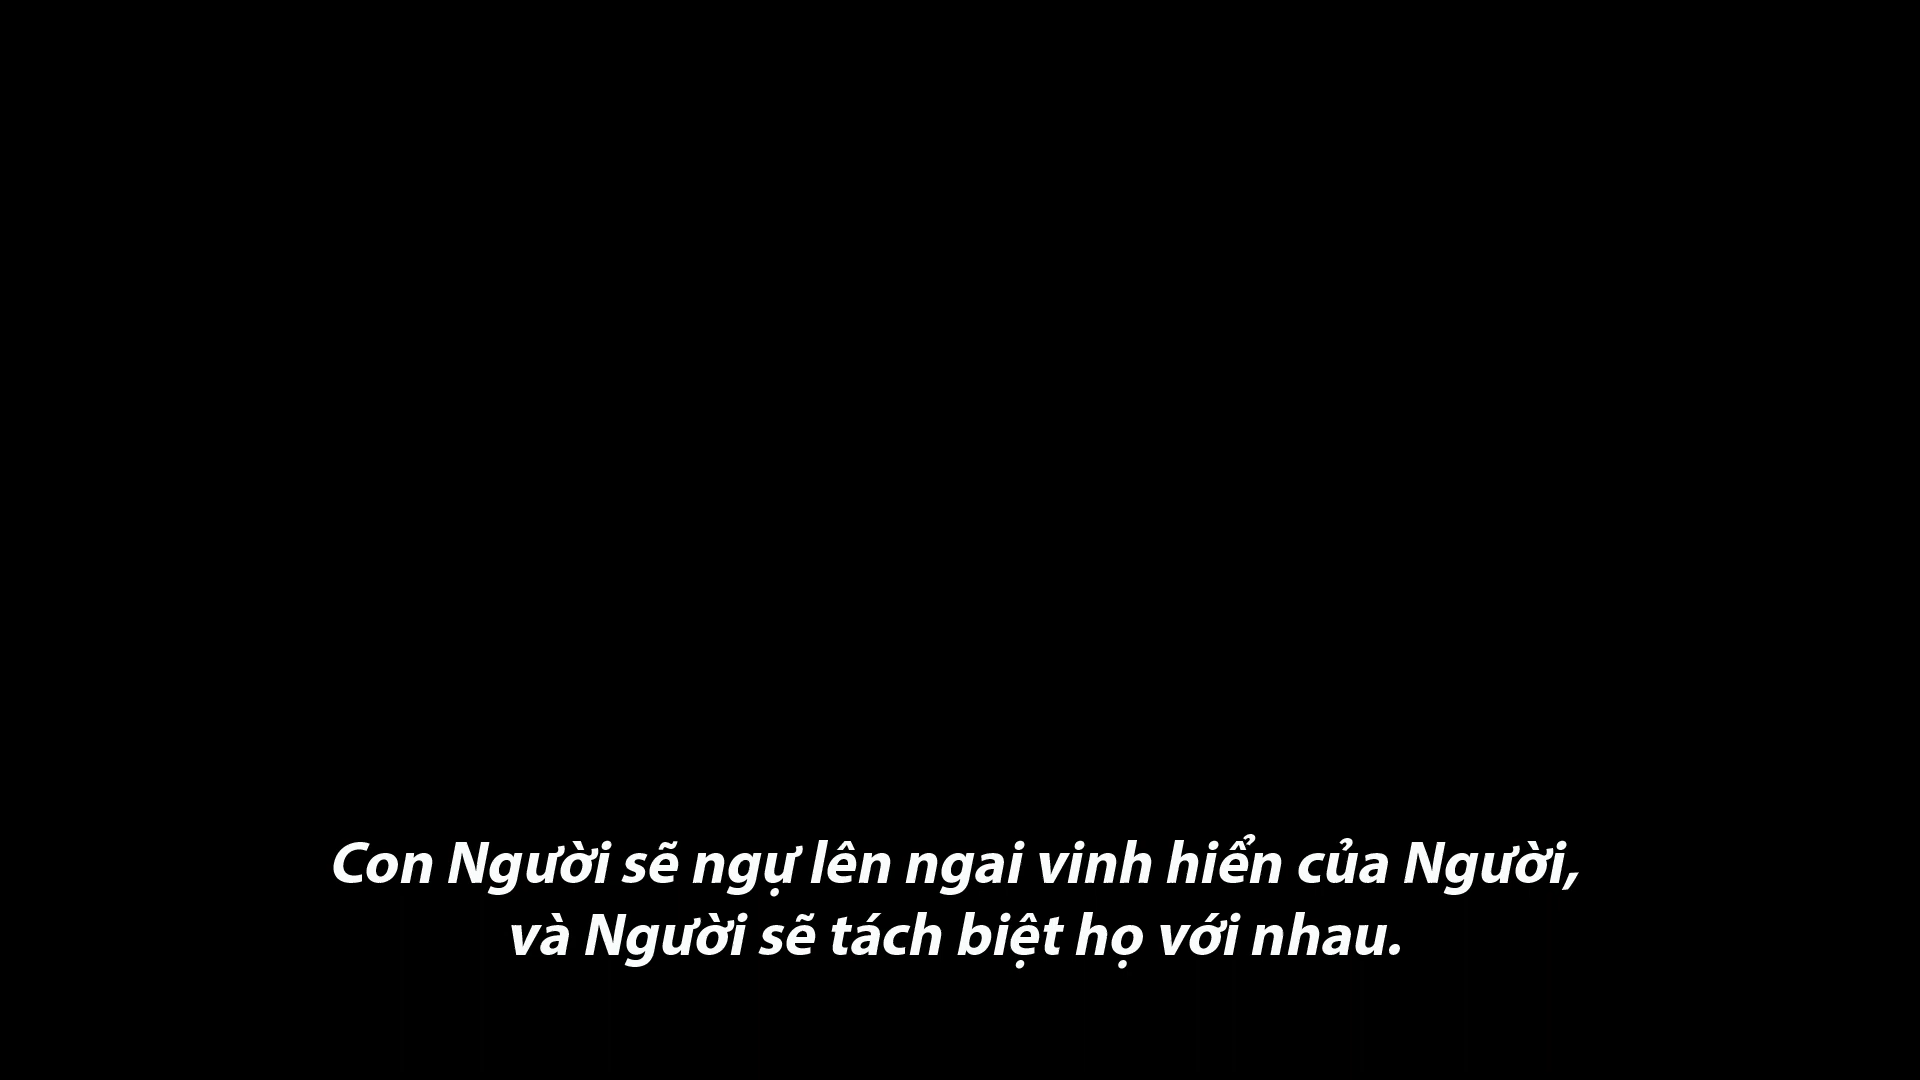 Con Người sẽ ngự lên ngai vinh hiển của Người,
và Người sẽ tách biệt họ với nhau.